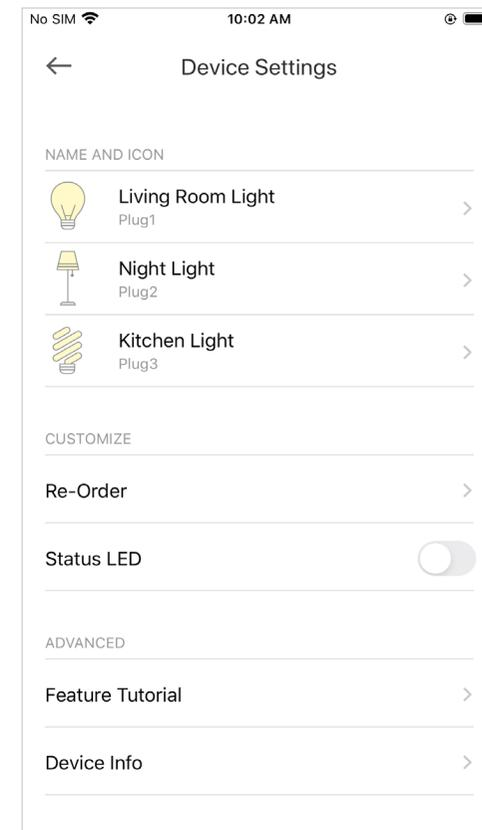 No SIM
10:02 AM
Device Settings
NAME AND ICON
Living Room Light
Plug1
Night Light
Plug2
Kitchen Light
Plug3
CUSTOMIZE
Re-Order
Status LED
ADVANCED
Feature Tutorial
Device Info